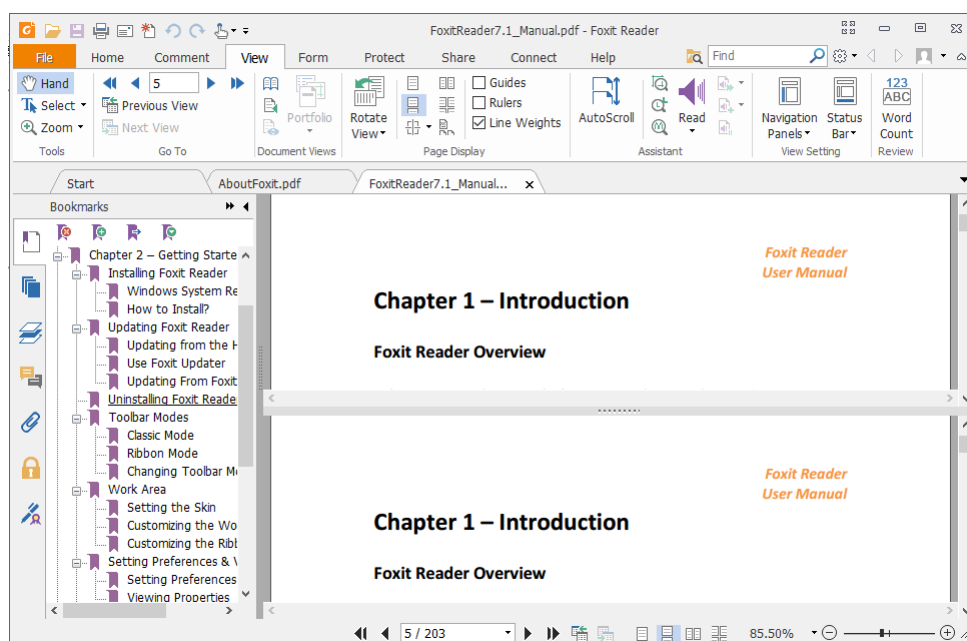 FoxitReader7.1_Manual.pdf - Foxit Reader
File Home Comment View Form Protect Share Connect Help Find
Hand
Select
Zoom
Tools
5
Previous View
Next View
Go To
Portfolio
Document Views
Rotate
View
Guides
Rulers
Line Weights
Page Display
AutoScroll
Read
Assistant
Navigation
Panels
Status
Bar
View Setting
123
ABC
Word
Count
Review
Start AboutFoxit.pdf FoxitReader7.1_Manual... x
Bookmarks
Chapter 2 – Getting Starte
Installing Foxit Reader
Windows System Re
How to Install?
Updating Foxit Reader
Updating from the H
Use Foxit Updater
Updating From Foxit
Uninstalling Foxit Reade
Toolbar Modes
Classic Mode
Ribbon Mode
Changing Toolbar Mo
Work Area
Setting the Skin
Customizing the Wo
Customizing the Ribb
Setting Preferences & V
Setting Preferences
Viewing Properties
Foxit Reader
User Manual
Chapter 1 – Introduction
Foxit Reader Overview
Foxit Reader
User Manual
Chapter 1 – Introduction
Foxit Reader Overview
5 / 203
85.50%